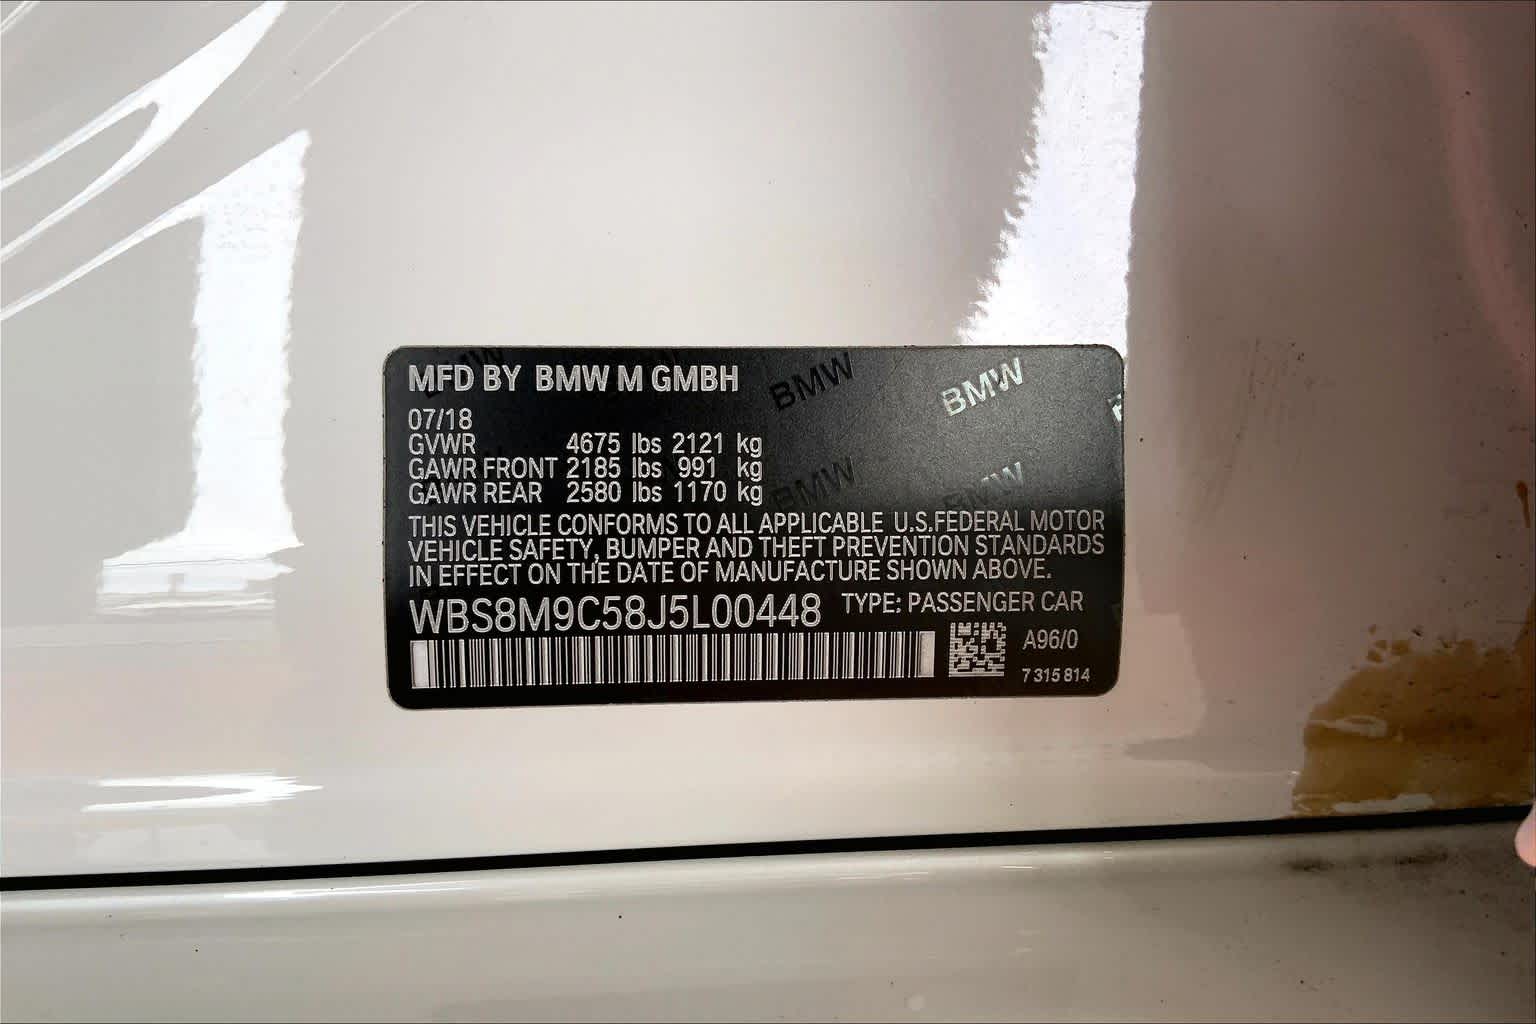 MFD BY BMW M GMBH
07/18
GVWR 4675 lbs 2121 kg
GAWR FRONT 2185 lbs 991 kg
GAWR REAR 2580 lbs 1170 kg
THIS VEHICLE CONFORMS TO ALL APPLICABLE U.S.FEDERAL MOTOR
VEHICLE SAFETY, BUMPER AND THEFT PREVENTION STANDARDS
IN EFFECT ON THE DATE OF MANUFACTURE SHOWN ABOVE.
WBS8M9C58J5L00448 TYPE: PASSENGER CAR
A96/0
7 315 814
BMW
BMW
BMW
BMW